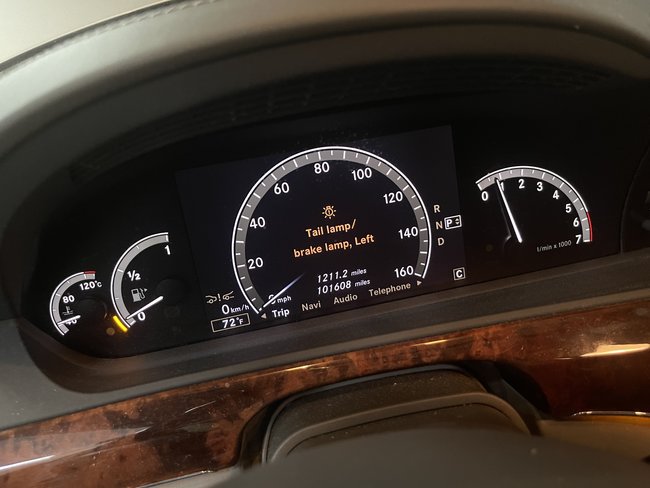 80
120°C
40
1/2
1
0
0
20
40
60
80
100
120
140
160
Tail lamp/
brake lamp, Left
1211.2 miles
101608 miles
mph
0 km/h
72°F
Trip Navi Audio Telephone
R
N P
D
C
0 1 2 3 4 5 6 7
1/min x 1000